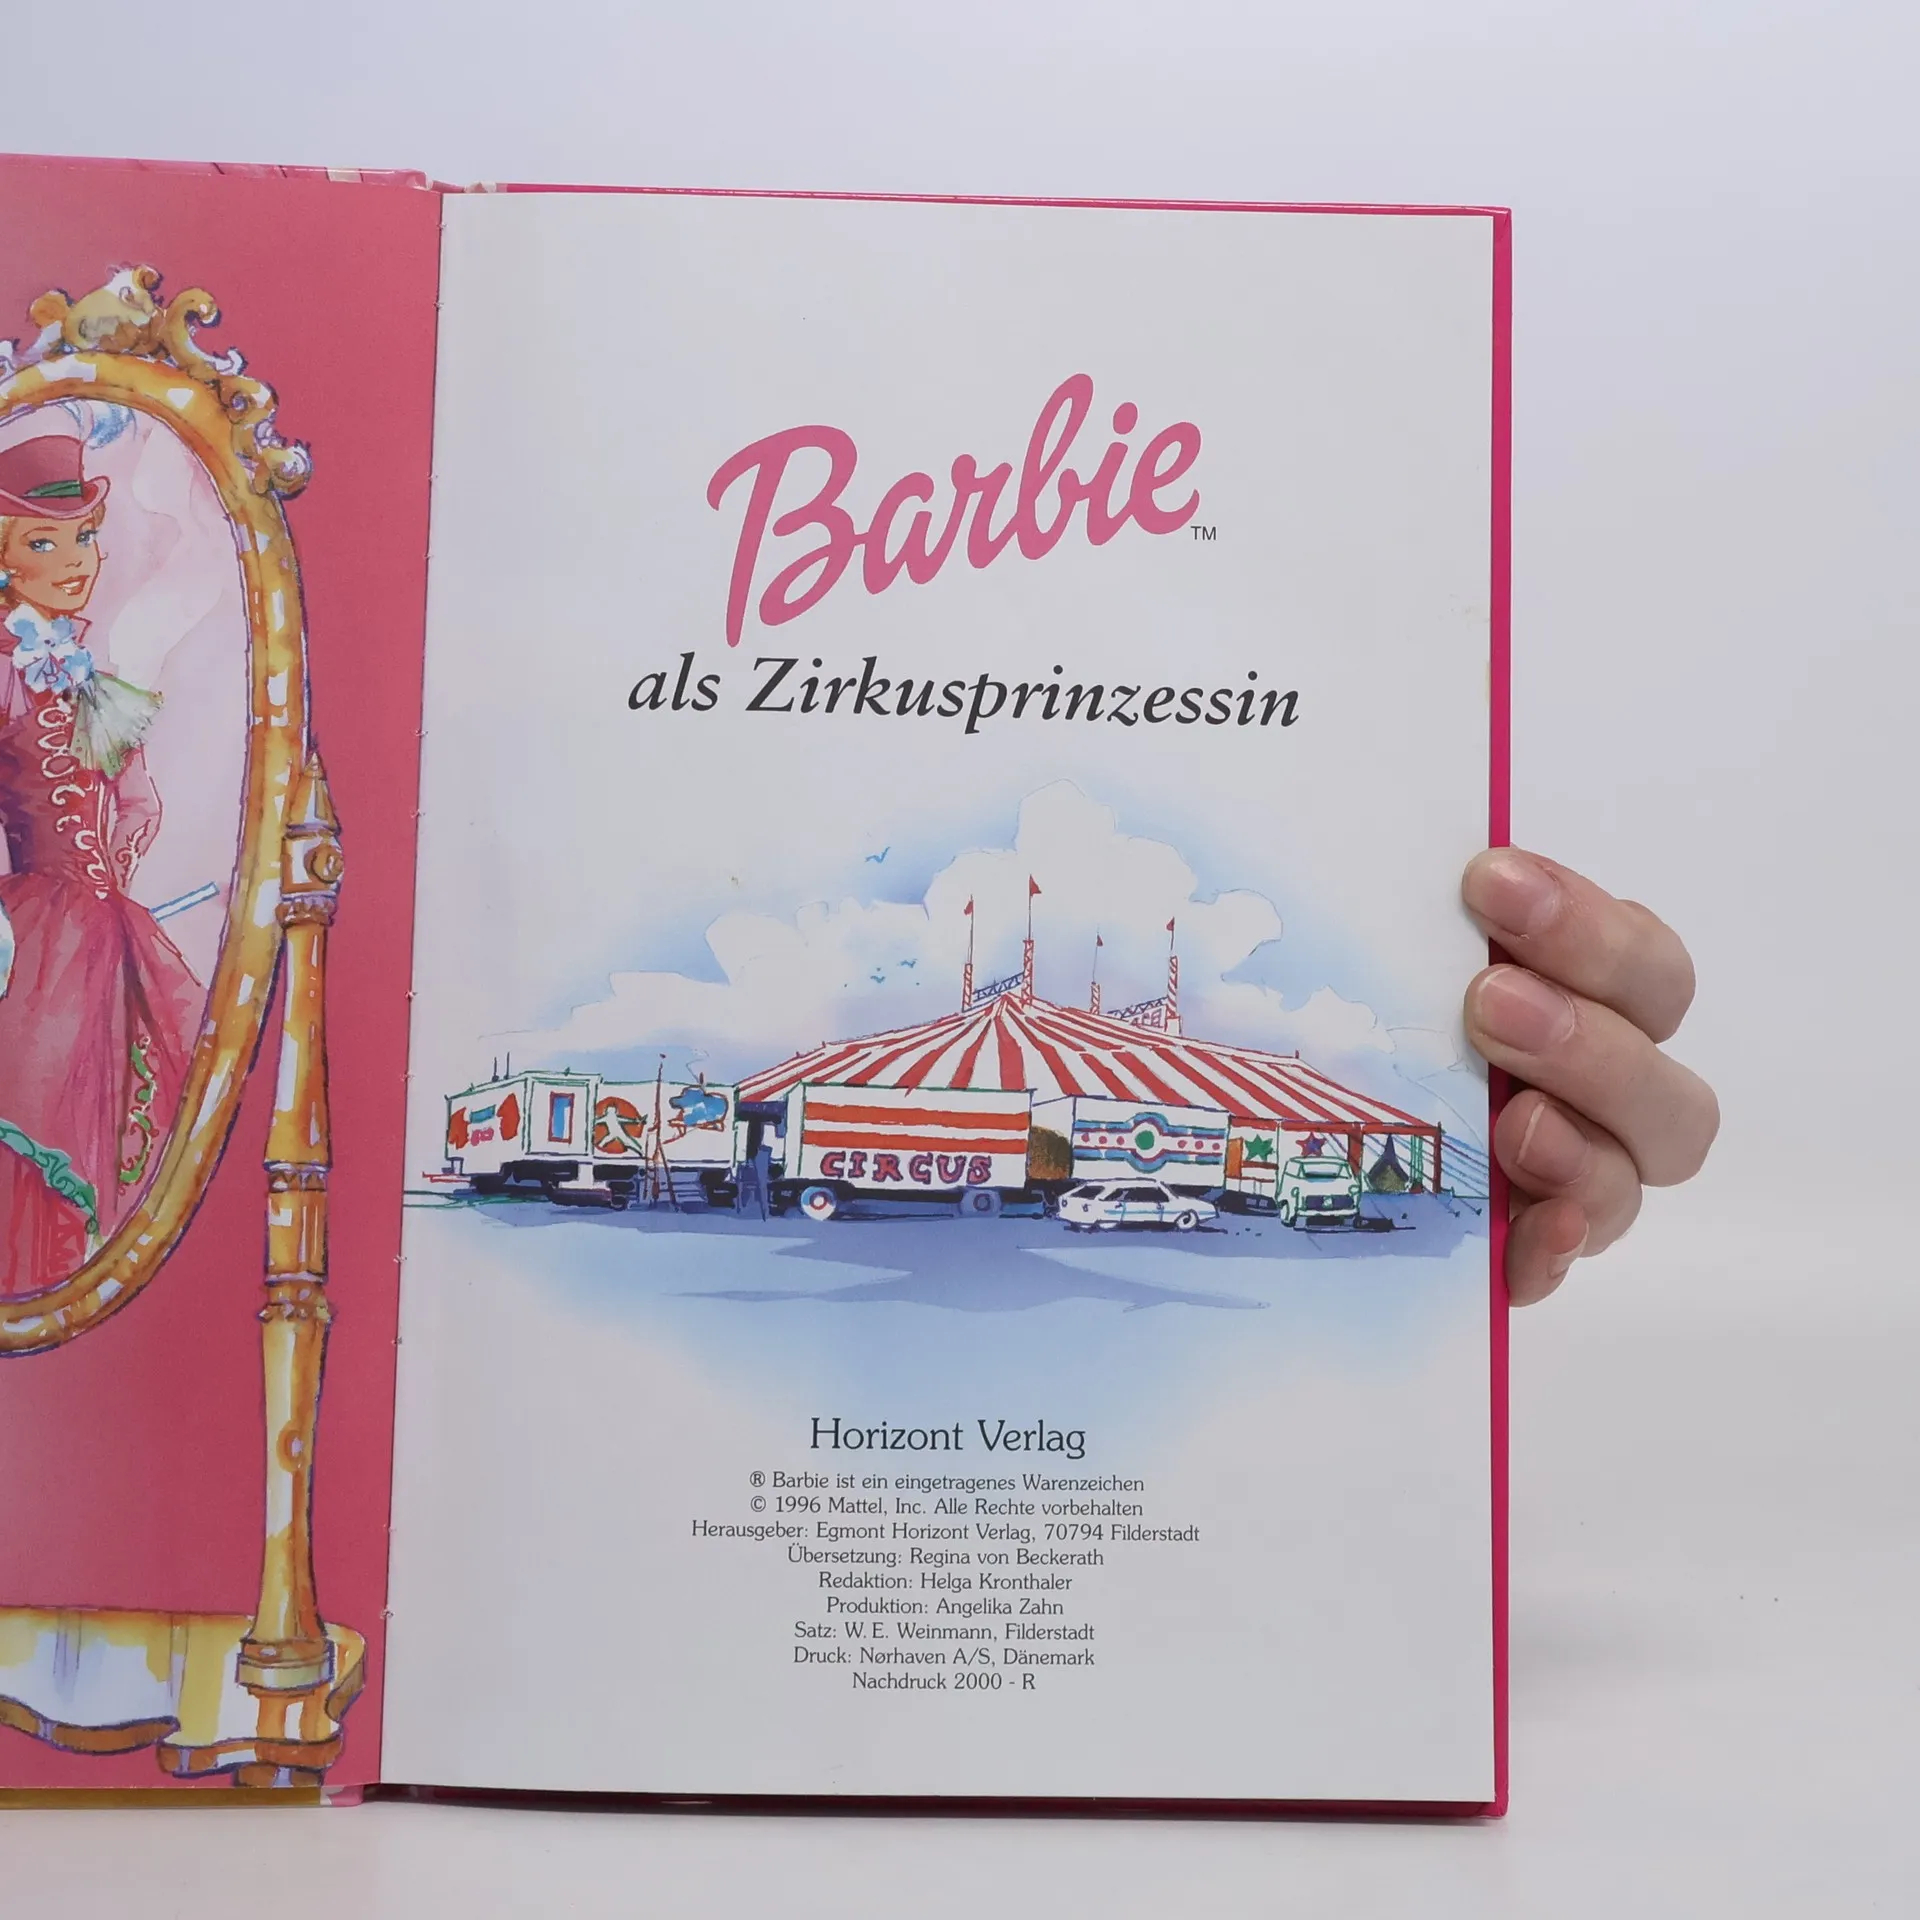 Barbie™
als Zirkusprinzessin
CIRCUS
Horizont Verlag
® Barbie ist ein eingetragenes Warenzeichen
© 1996 Mattel, Inc. Alle Rechte vorbehalten
Herausgeber: Egmont Horizont Verlag, 70794 Filderstadt
Übersetzung: Regina von Beckerath
Redaktion: Helga Kronthaler
Produktion: Angelika Zahn
Satz: W. E. Weinmann, Filderstadt
Druck: Nørhaven A/S, Dänemark
Nachdruck 2000 - R